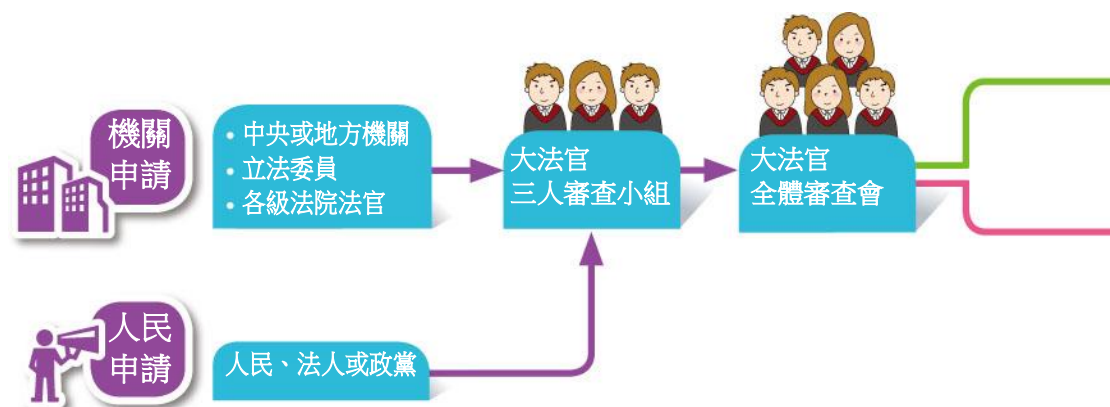 機關
申請
• 中央或地方機關
• 立法委員
• 各級法院法官
大法官
三人審查小組
大法官
全體審查會
人民
申請
人民、法人或政黨